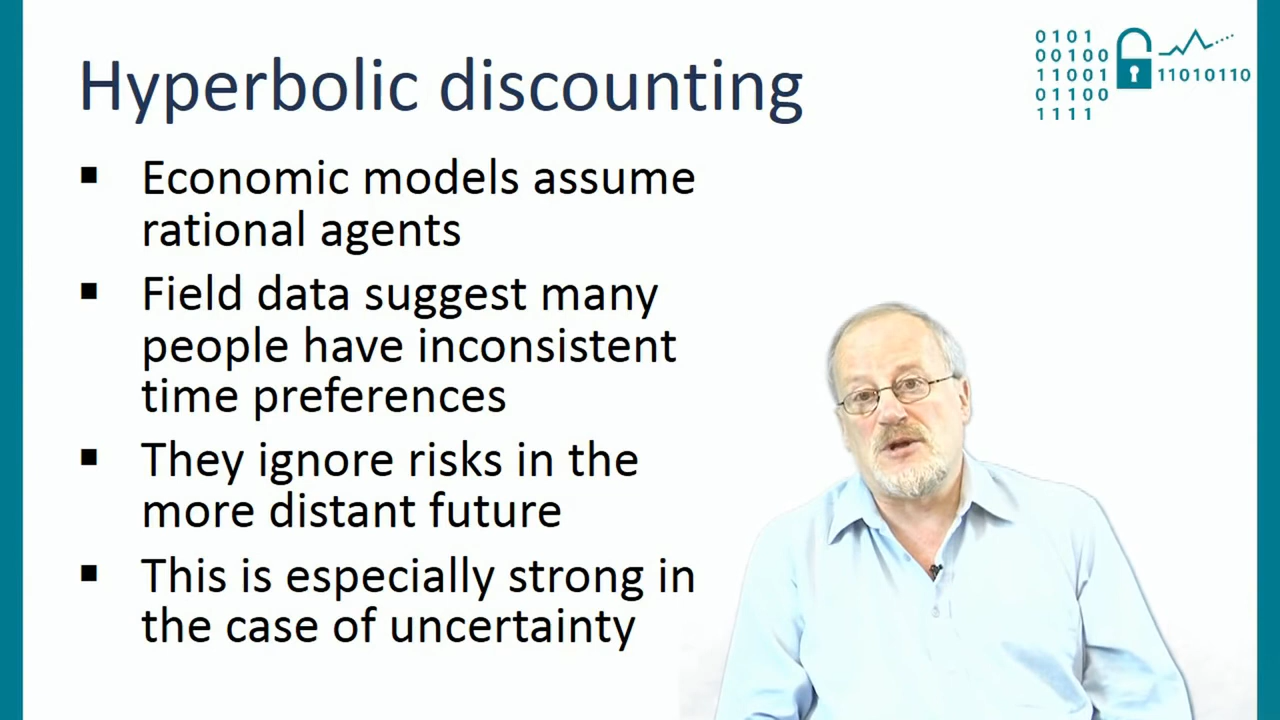 Hyperbolic discounting
▪ Economic models assume
rational agents
▪ Field data suggest many
people have inconsistent
time preferences
▪ They ignore risks in the
more distant future
▪ This is especially strong in
the case of uncertainty
0101
00100
11001
01100
1111
11010110